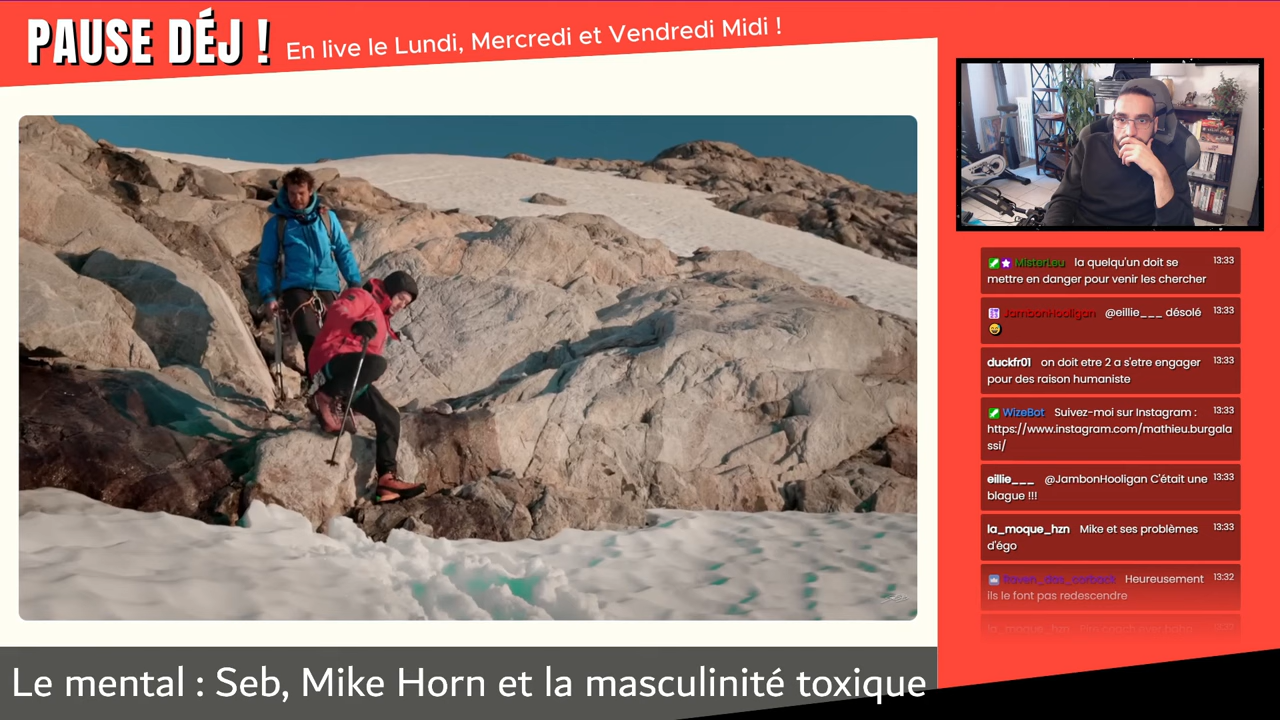 PAUSE DÉJ !
En live le Lundi, Mercredi et Vendredi Midi !
MisterLeu la quelqu'un doit se 13:33
mettre en danger pour venir les chercher
JambonHooligan @eillie___ désolé 13:33
duckfr01 on doit etre 2 a s'etre engager 13:33
pour des raison humaniste
WizeBot Suivez-moi sur Instagram : 13:33
https://www.instagram.com/mathieu.burgala
ssi/
eillie___ @JambonHooligan C'était une 13:33
blague !!!
la_moque_hzn Mike et ses problèmes 13:33
d'égo
Heureusement 13:32
ils le font pas redescendre
Le mental : Seb, Mike Horn et la masculinité toxique